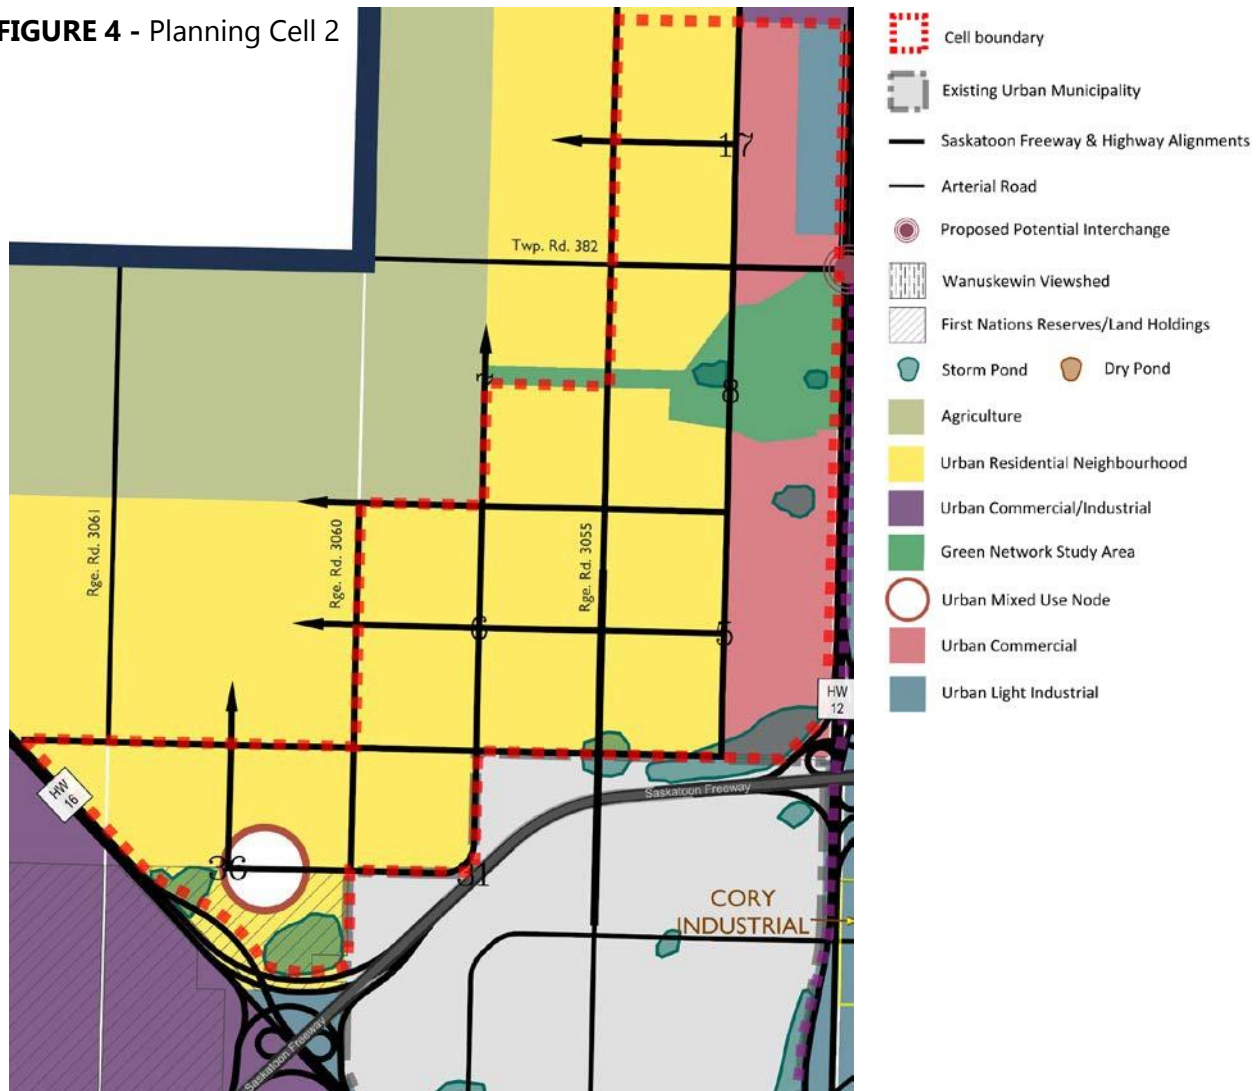 FIGURE 4 - Planning Cell 2
Cell boundary
Existing Urban Municipality
Saskatoon Freeway & Highway Alignments
Arterial Road
Proposed Potential Interchange
Wanuskewin Viewshed
First Nations Reserves/Land Holdings
Storm Pond Dry Pond
Agriculture
Urban Residential Neighbourhood
Urban Commercial/Industrial
Green Network Study Area
Urban Mixed Use Node
Urban Commercial
Urban Light Industrial
17
Twp. Rd. 382
7
8
Rge. Rd. 3061
Rge. Rd. 3060
Rge. Rd. 3055
6
5
HW
12
HW
16
Saskatoon Freeway
36
31
CORY
INDUSTRIAL
Saskatoon Freeway